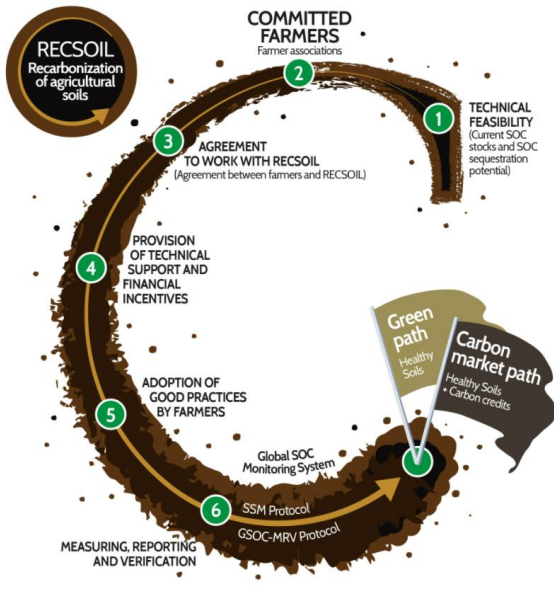 RECSOIL
Recarbonization
of agricultural
soils
COMMITTED
FARMERS
Farmer associations
2
1
TECHNICAL
FEASIBILITY
(Current SOC
stocks and SOC
sequestration
potential)
3
AGREEMENT
TO WORK WITH RECSOIL
(Agreement between farmers and RECSOIL)
4
PROVISION
OF TECHNICAL
SUPPORT AND
FINANCIAL
INCENTIVES
5
ADOPTION OF
GOOD PRACTICES
BY FARMERS
6
MEASURING, REPORTING
AND VERIFICATION
Global SOC
Monitoring System
SSM Protocol
GSOC-MRV Protocol
Green
path
Healthy
Soils
Carbon
market path
Healthy Soils
+ Carbon credits